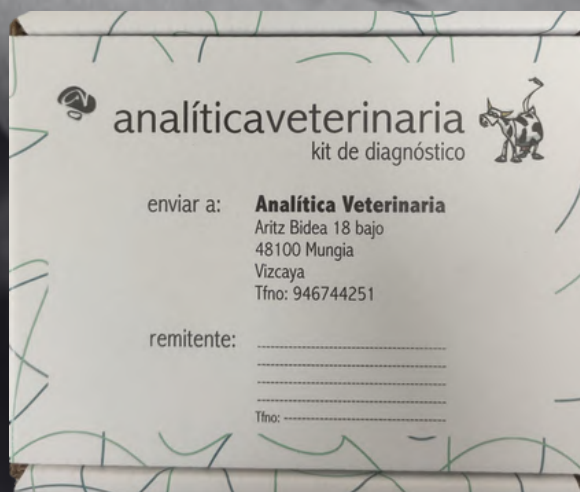 analíticaveterinaria
kit de diagnóstico
enviar a: Analítica Veterinaria
Aritz Bidea 18 bajo
48100 Mungia
Vizcaya
Tfno: 946744251
remitente:
Tfno: